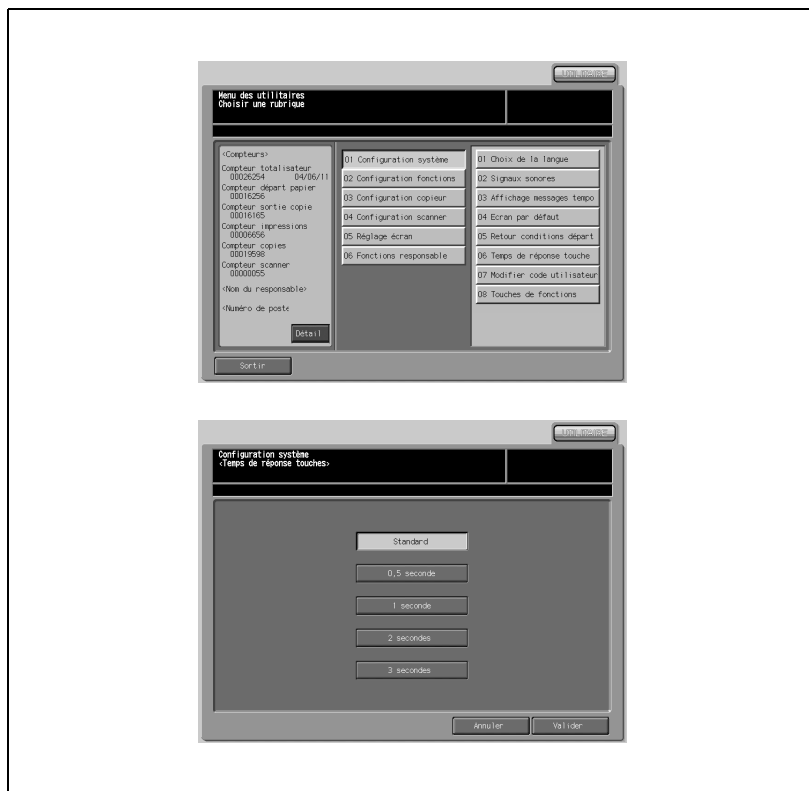 UTILITAIRES
Menu des utilitaires
Choisir une rubrique
<Compteurs>
Compteur totalisateur
00026254 04/06/11
Compteur départ papier
00016256
Compteur sortie copie
00016165
Compteur impressions
00006656
Compteur copies
00019598
Compteur scanner
00000055
<Nom du responsable>
<Numéro de poste
Détail
01 Configuration système
02 Configuration fonctions
03 Configuration copieur
04 Configuration scanner
05 Réglage écran
06 Fonctions responsable
01 Choix de la langue
02 Signaux sonores
03 Affichage messages tempo
04 Ecran par défaut
05 Retour conditions départ
06 Temps de réponse touche
07 Modifier code utilisateur
08 Touches de fonctions
Sortir
UTILITAIRES
Configuration système
<Temps de réponse touches>
Standard
0,5 seconde
1 seconde
2 secondes
3 secondes
Annuler
Valider